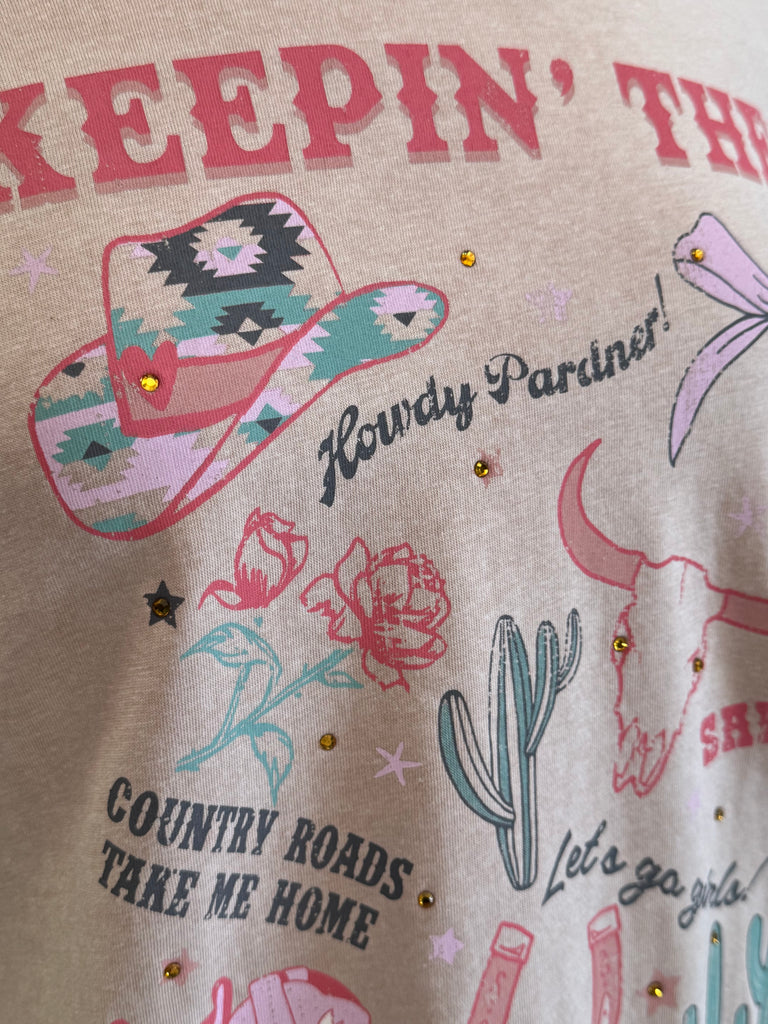 KEEPIN' THE
Howdy Pardner!
COUNTRY ROADS
TAKE ME HOME
Let's go girls!